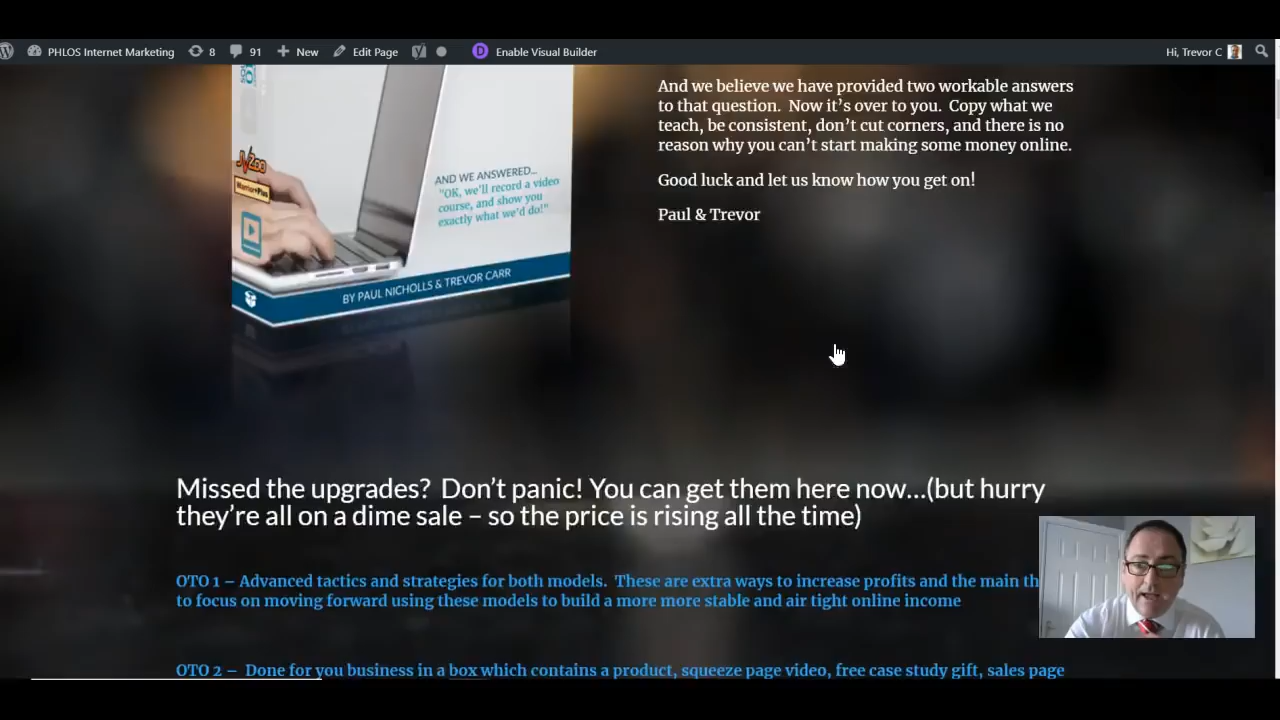 PHLOS Internet Marketing 8 91 New Edit Page Enable Visual Builder Hi, Trevor C
And we believe we have provided two workable answers
to that question. Now it's over to you. Copy what we
teach, be consistent, don't cut corners, and there is no
reason why you can't start making some money online.
Good luck and let us know how you get on!
Paul & Trevor
JVZoo
Warrior+Plus
AND WE ANSWERED...
"OK, we'll record a video
course, and show you
exactly what we'd do!"
BY PAUL NICHOLLS & TREVOR CARR
Missed the upgrades? Don't panic! You can get them here now...(but hurry
they're all on a dime sale – so the price is rising all the time)
OTO 1 – Advanced tactics and strategies for both models. These are extra ways to increase profits and the main
to focus on moving forward using these models to build a more more stable and air tight online income
OTO 2 – Done for you business in a box which contains a product, squeeze page video, free case study gift, sales page